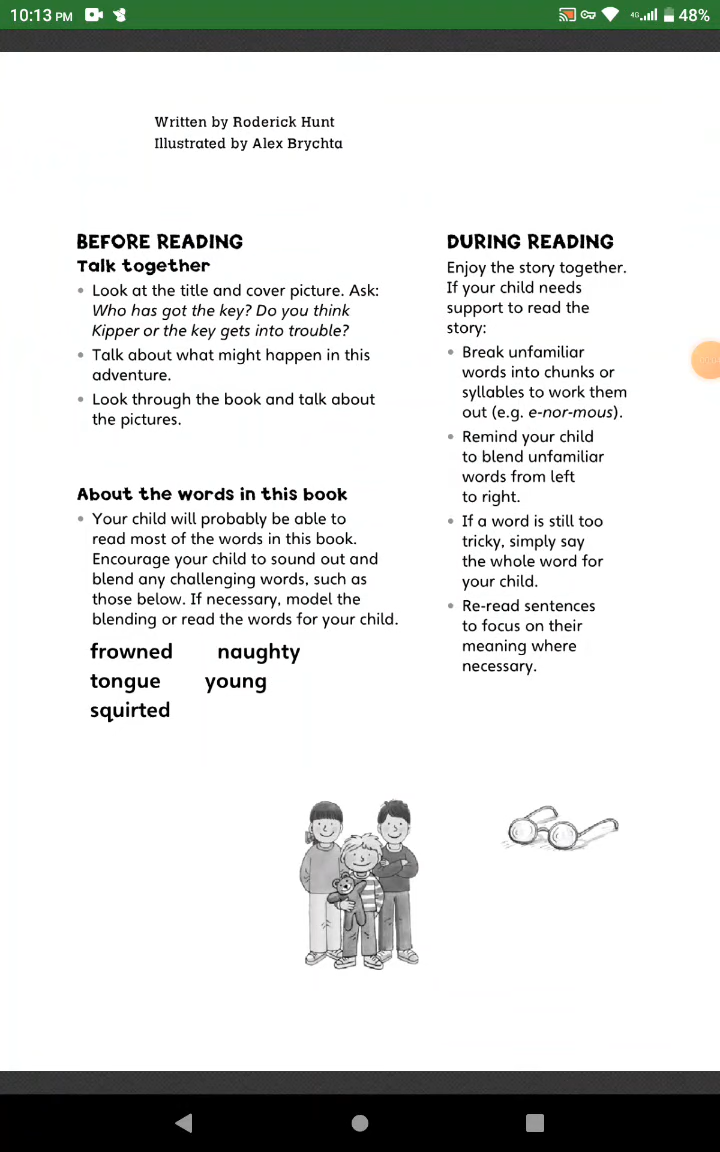 10:13 PM
4G
48%
Written by Roderick Hunt
Illustrated by Alex Brychta
BEFORE READING
Talk together
• Look at the title and cover picture. Ask:
Who has got the key? Do you think
Kipper or the key gets into trouble?
• Talk about what might happen in this
adventure.
• Look through the book and talk about
the pictures.
About the words in this book
• Your child will probably be able to
read most of the words in this book.
Encourage your child to sound out and
blend any challenging words, such as
those below. If necessary, model the
blending or read the words for your child.
frowned naughty
tongue young
squirted
DURING READING
Enjoy the story together.
If your child needs
support to read the
story:
• Break unfamiliar
words into chunks or
syllables to work them
out (e.g. e-nor-mous).
• Remind your child
to blend unfamiliar
words from left
to right.
• If a word is still too
tricky, simply say
the whole word for
your child.
• Re-read sentences
to focus on their
meaning where
necessary.